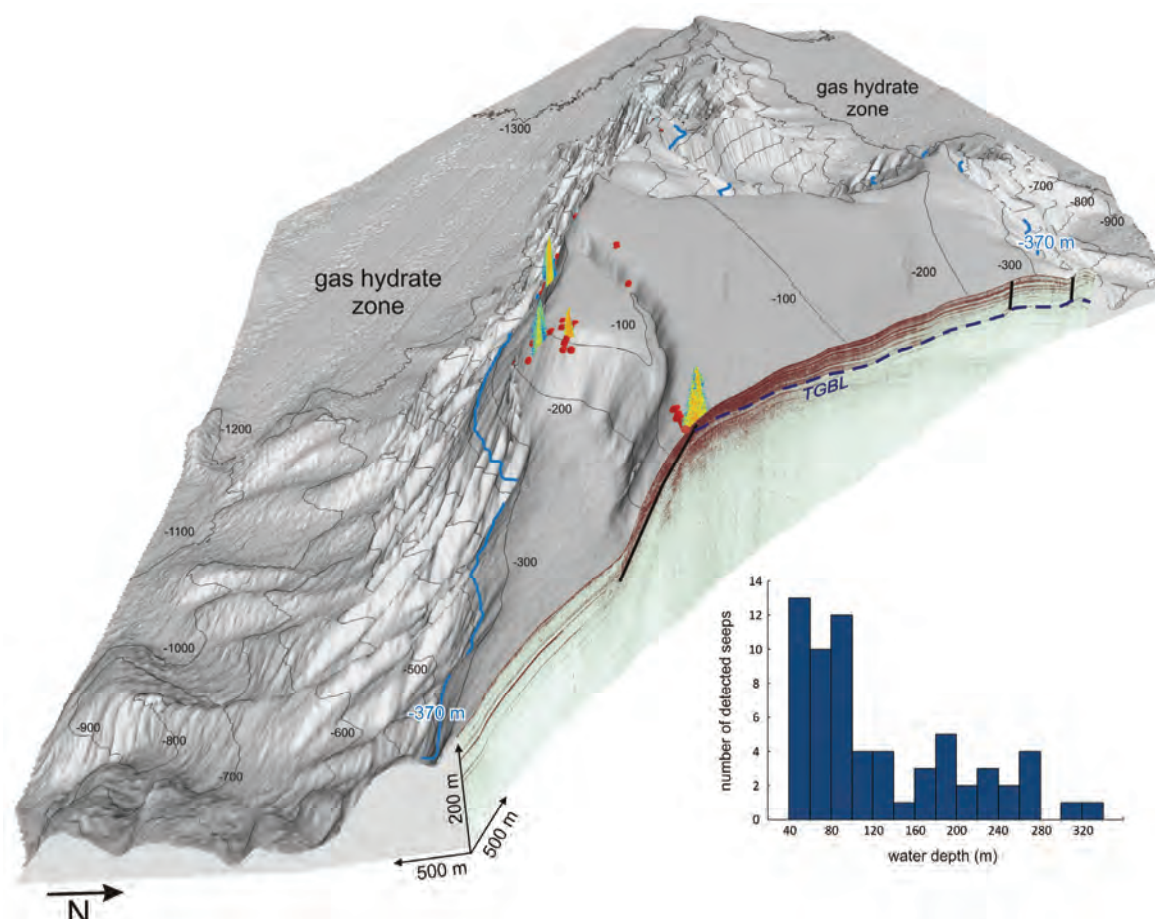 gas hydrate
zone
-1300
gas hydrate
zone
-700
-800
-900
-370 m
-300
-200
-100
-100
-200
TGBL
-1200
-1100
-300
-1000
-500
-370 m
-600
-900
-800
-700
200 m
500 m
500 m
N
number of detected seeps
14
12
10
8
6
4
2
0
40 80 120 160 200 240 280 320
water depth (m)